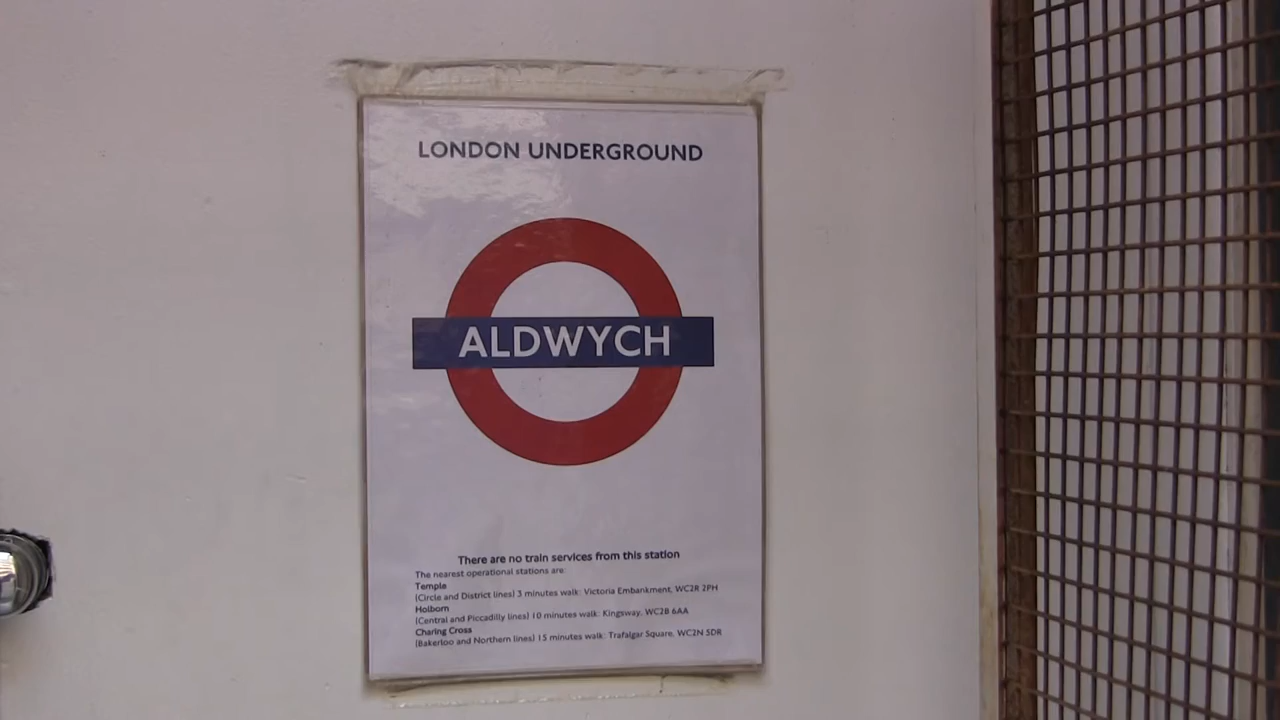 LONDON UNDERGROUND
ALDWYCH
There are no train services from this station
The nearest operational stations are:
Temple
(Circle and District lines) 3 minutes walk: Victoria Embankment, WC2R 2PH
Holborn
(Central and Piccadilly lines) 10 minutes walk: Kingsway, WC2B 6AA
Charing Cross
(Bakerloo and Northern lines) 15 minutes walk: Trafalgar Square, WC2N 5DR